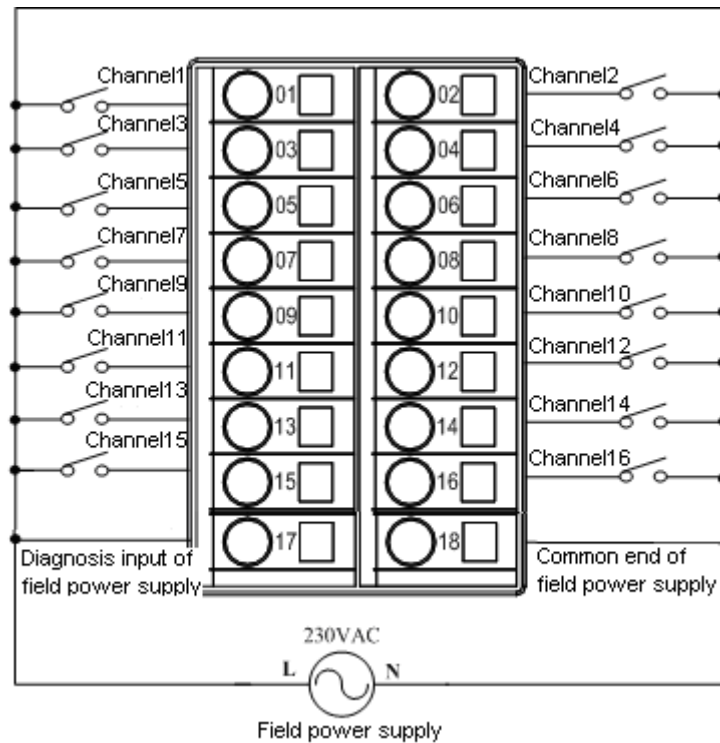 Channel1
01
02
Channel2
Channel3
03
04
Channel4
Channel5
05
06
Channel6
Channel7
07
08
Channel8
Channel9
09
10
Channel10
Channel11
11
12
Channel12
Channel13
13
14
Channel14
Channel15
15
16
Channel16
17
18
Diagnosis input of
field power supply
Common end of
field power supply
230VAC
L
N
Field power supply